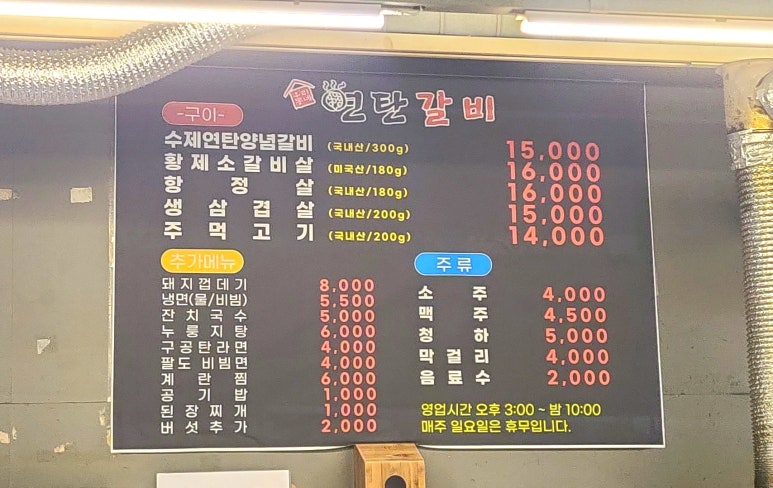 우리동네 연탄갈비
-구이-
수제연탄양념갈비 (국내산/300g) 15,000
황제소갈비살 (미국산/180g) 16,000
항정살 (국내산/180g) 16,000
생삼겹살 (국내산/200g) 15,000
주먹고기 (국내산/200g) 14,000
추가메뉴
돼지껍데기 8,000
냉면(물/비빔) 5,500
잔치국수 5,000
누룽지탕 6,000
구공탄라면 4,000
팔도 비빔면 4,000
계란찜 6,000
공기밥 1,000
된장찌개 1,000
버섯추가 2,000
주류
소주 4,000
맥주 4,500
청하 5,000
막걸리 4,000
음료수 2,000
영업시간 오후 3:00 ~ 밤 10:00
매주 일요일은 휴무입니다.